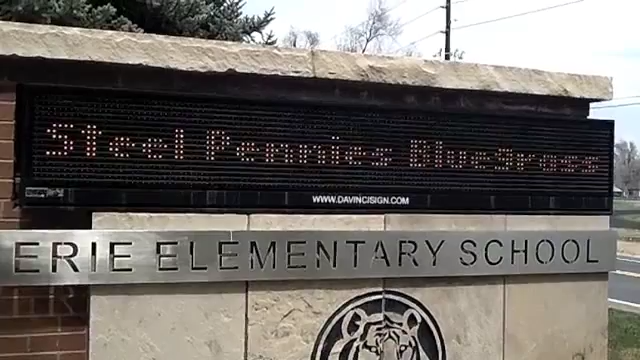 Steel Pennies Bluegrass
WWW.DAVINCISIGN.COM
ERIE ELEMENTARY SCHOOL